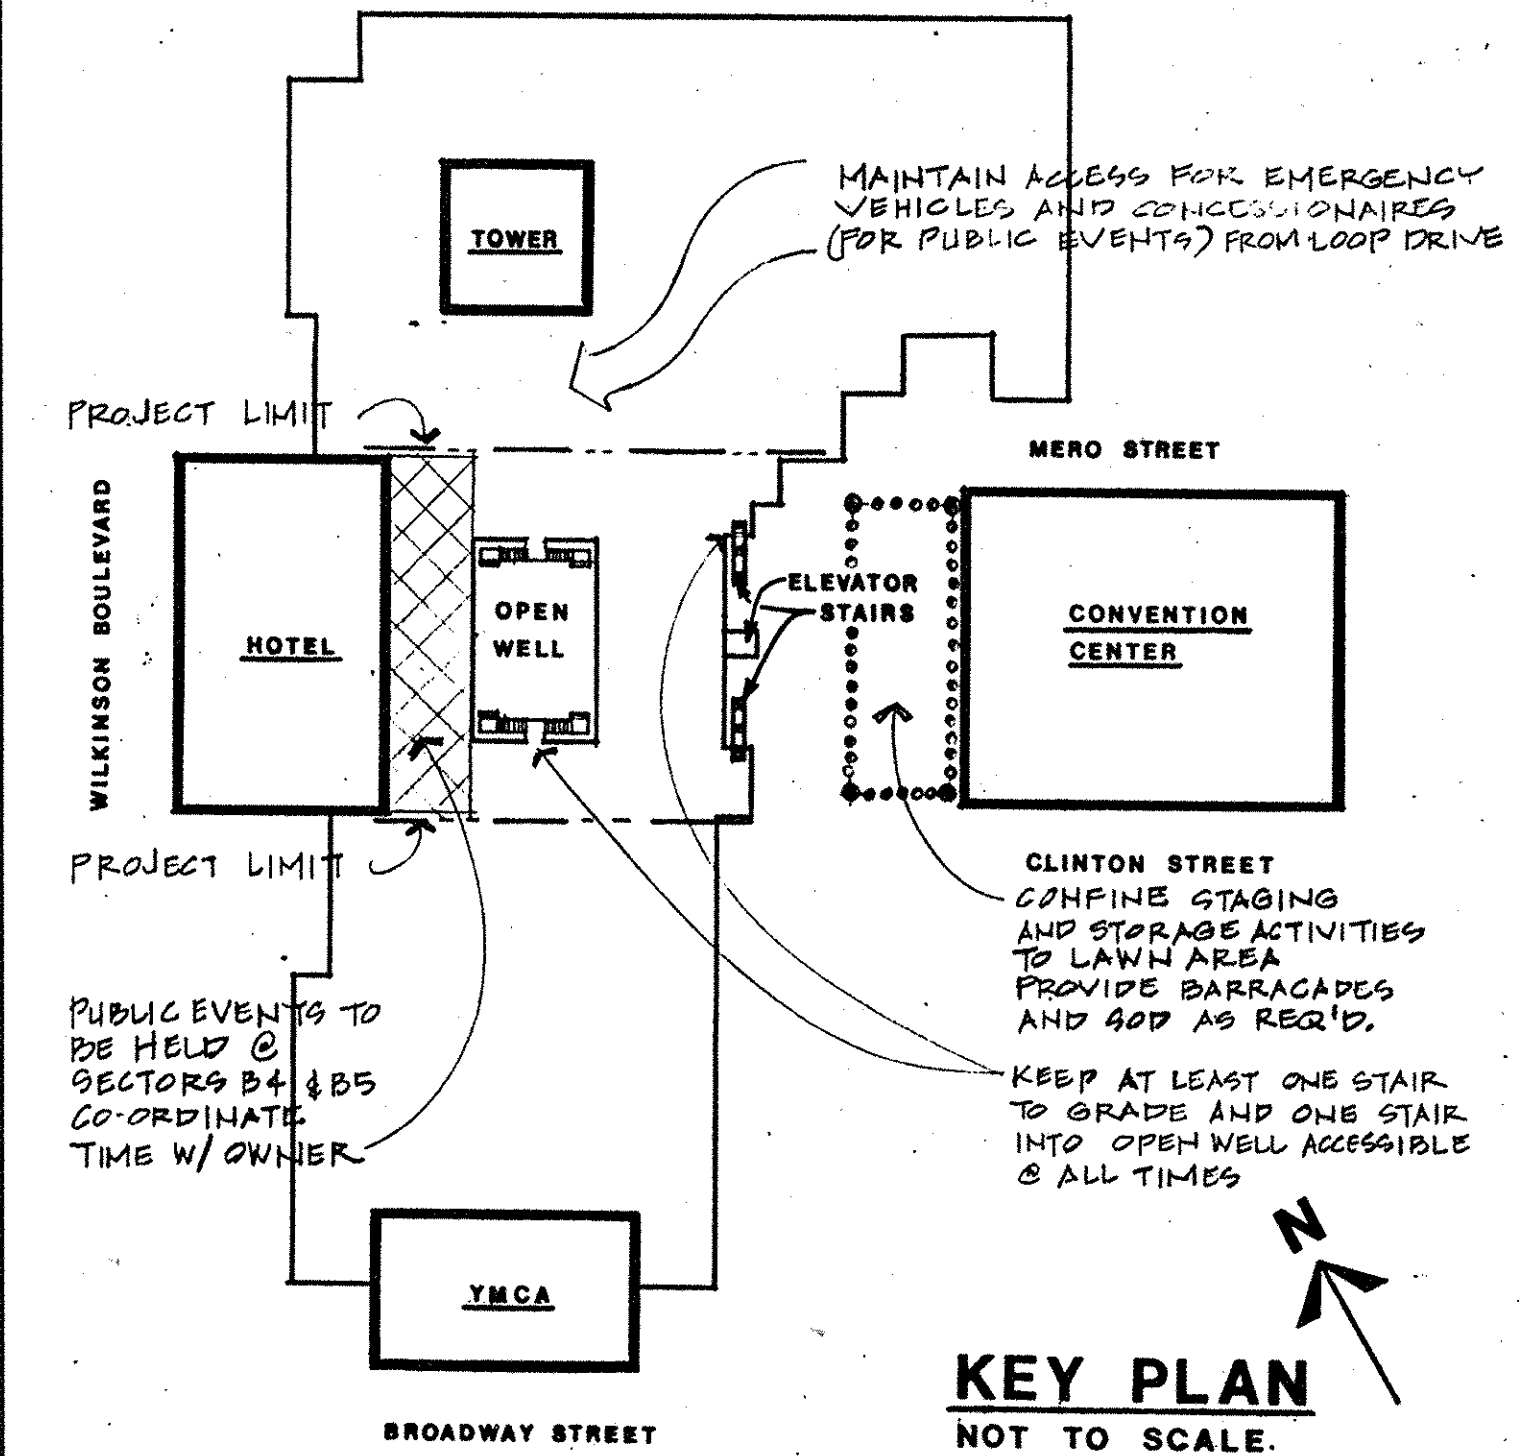 TOWER
MAINTAIN ACCESS FOR EMERGENCY
VEHICLES AND CONCESSIONAIRES
(FOR PUBLIC EVENTS) FROM LOOP DRIVE
PROJECT LIMIT
MERO STREET
WILKINSON BOULEVARD
HOTEL
OPEN
WELL
ELEVATOR
STAIRS
CONVENTION
CENTER
PROJECT LIMIT
CLINTON STREET
CONFINE STAGING
AND STORAGE ACTIVITIES
TO LAWN AREA
PROVIDE BARRACADES
AND SOD AS REQ'D.
PUBLIC EVENTS TO
BE HELD @
SECTORS B4 & B5
CO-ORDINATE
TIME W/ OWNER
KEEP AT LEAST ONE STAIR
TO GRADE AND ONE STAIR
INTO OPEN WELL ACCESSIBLE
@ ALL TIMES
YMCA
N
KEY PLAN
NOT TO SCALE.
BROADWAY STREET